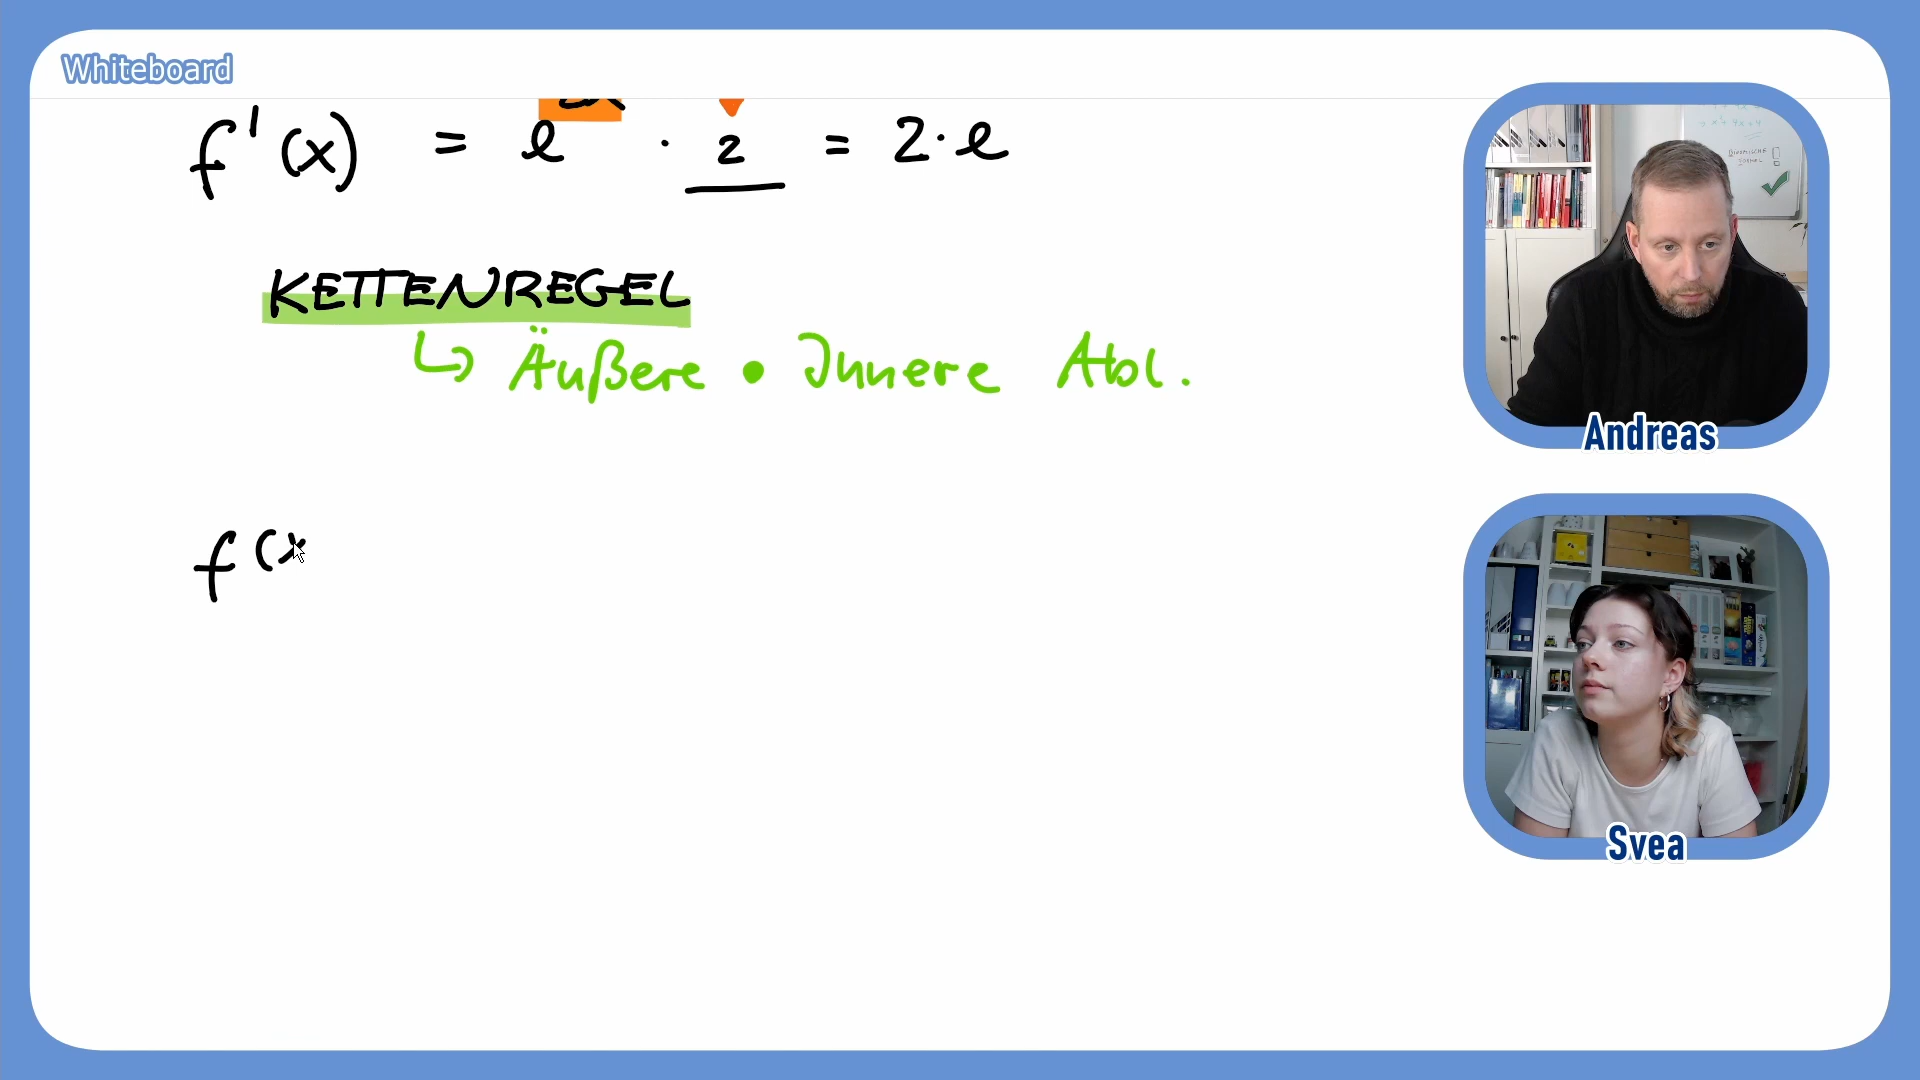 Whiteboard
f'(x) = e · 2 = 2·e
KETTENREGEL
↳ Äußere • Innere Abl.
f(x
Andreas
Svea